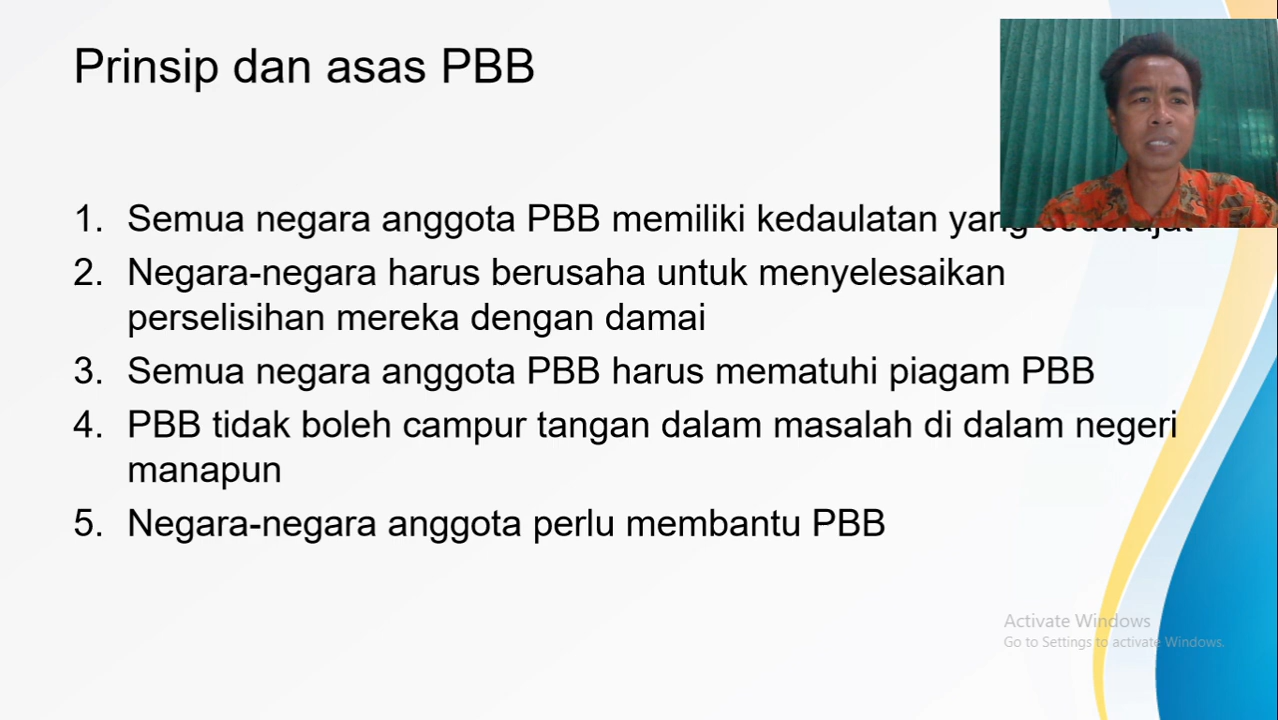 Prinsip dan asas PBB
1. Semua negara anggota PBB memiliki kedaulatan yang
2. Negara-negara harus berusaha untuk menyelesaikan
perselisihan mereka dengan damai
3. Semua negara anggota PBB harus mematuhi piagam PBB
4. PBB tidak boleh campur tangan dalam masalah di dalam negeri
manapun
5. Negara-negara anggota perlu membantu PBB
Activate Windows
Go to Settings to activate Windows.